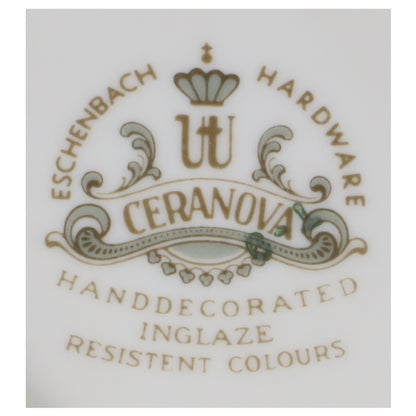 ESCHENBACH HARDWARE
CERANOVA
HANDDECORATED
INGLAZE
RESISTENT COLOURS